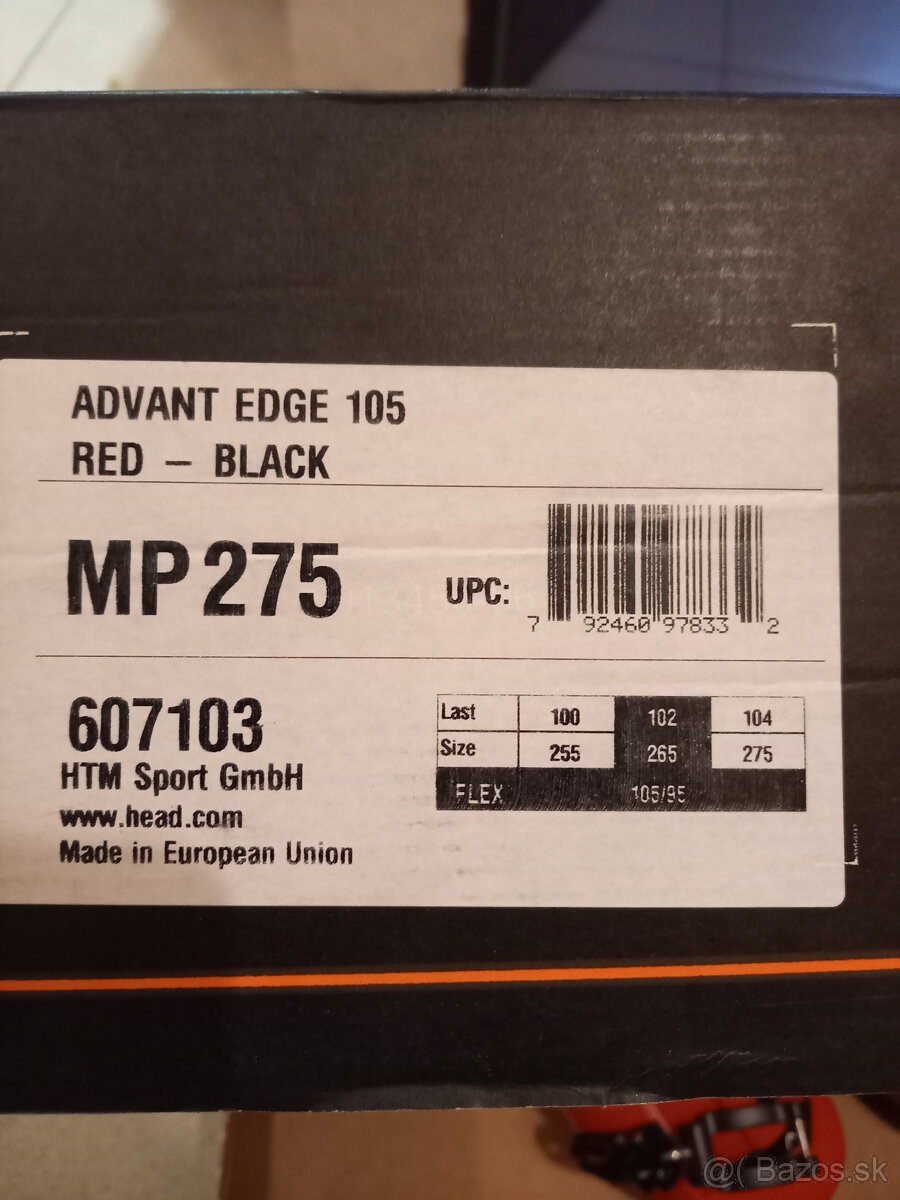 ADVANT EDGE 105
RED – BLACK
MP 275
UPC:
7 92460 97833 2
607103
HTM Sport GmbH
www.head.com
Made in European Union
Last 100 102 104
Size 255 265 275
FLEX 105/95
@( Bazos.sk